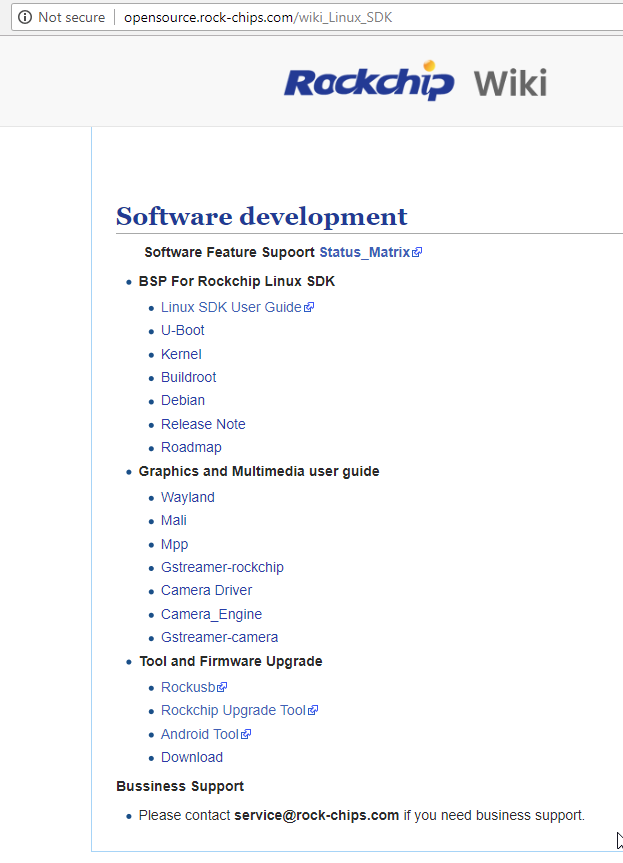 Not secure | opensource.rock-chips.com/wiki_Linux_SDK
Rockchip Wiki
Software development
Software Feature Supoort Status_Matrix
BSP For Rockchip Linux SDK
Linux SDK User Guide
U-Boot
Kernel
Buildroot
Debian
Release Note
Roadmap
Graphics and Multimedia user guide
Wayland
Mali
Mpp
Gstreamer-rockchip
Camera Driver
Camera_Engine
Gstreamer-camera
Tool and Firmware Upgrade
Rockusb
Rockchip Upgrade Tool
Android Tool
Download
Bussiness Support
Please contact service@rock-chips.com if you need business support.